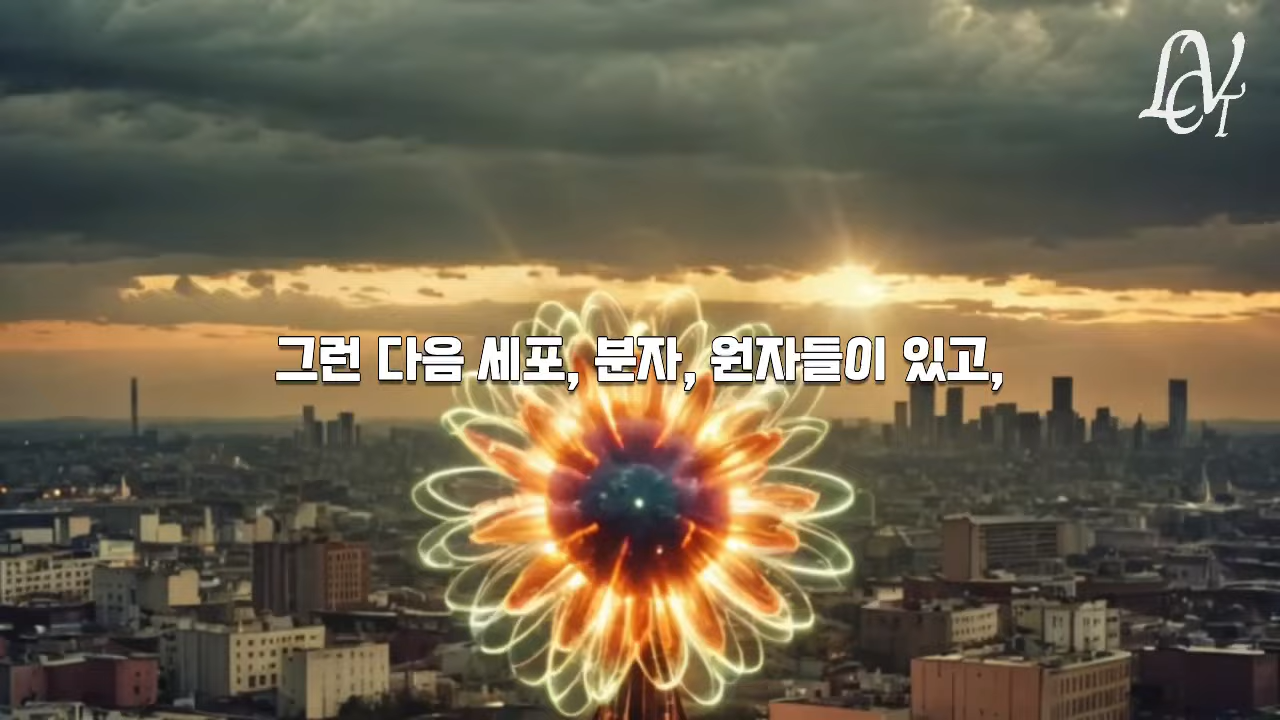 그런 다음 세포, 분자, 원자들이 있고,